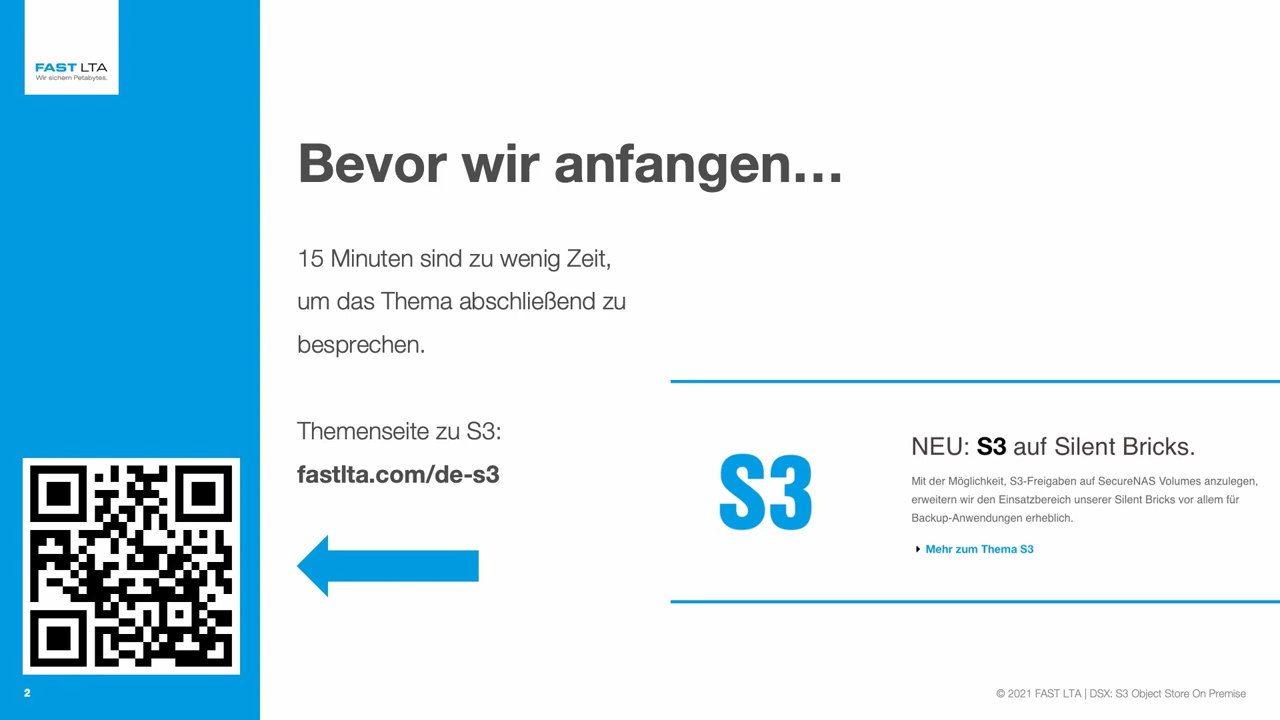 FAST LTA
Wir sichern Petabytes.
Bevor wir anfangen...
15 Minuten sind zu wenig Zeit,
um das Thema abschließend zu
besprechen.
Themenseite zu S3:
fastlta.com/de-s3
S3
NEU: S3 auf Silent Bricks.
Mit der Möglichkeit, S3-Freigaben auf SecureNAS Volumes anzulegen,
erweitern wir den Einsatzbereich unserer Silent Bricks vor allem für
Backup-Anwendungen erheblich.
Mehr zum Thema S3
2
© 2021 FAST LTA | DSX: S3 Object Store On Premise